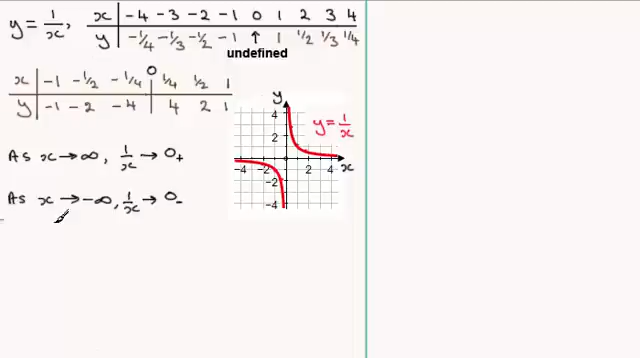 y = 1/x, x -4 -3 -2 -1 0 1 2 3 4
y -1/4 -1/3 -1/2 -1 ↑ 1 1/2 1/3 1/4
undefined
x -1 -1/2 -1/4 0 1/4 1/2 1
y -1 -2 -4 4 2 1
y
4
2
-4 -2 0 2 4 x
-2
-4
y = 1/x
As x → ∞, 1/x → 0+
As x → -∞, 1/x → 0-